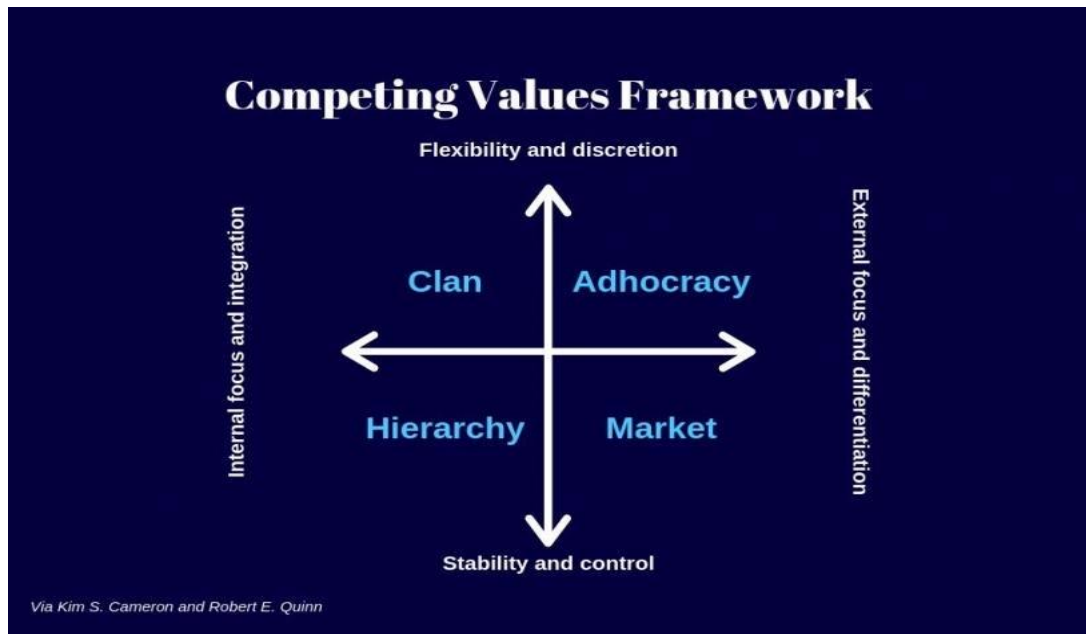 Competing Values Framework
Flexibility and discretion
Internal focus and integration
External focus and differentiation
Clan
Adhocracy
Hierarchy
Market
Stability and control
Via Kim S. Cameron and Robert E. Quinn